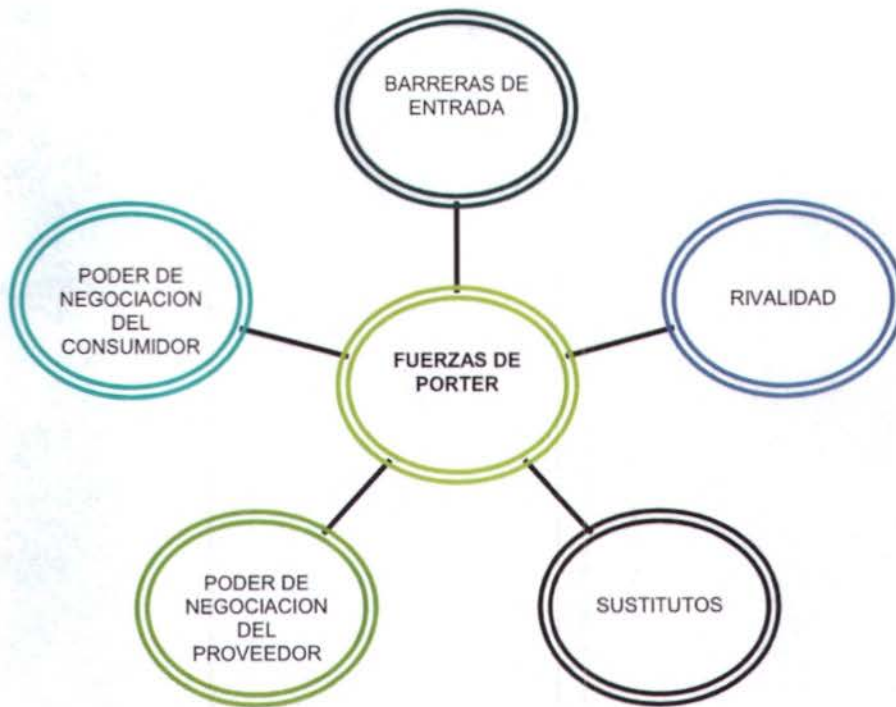 BARRERAS DE
ENTRADA
PODER DE
NEGOCIACION
DEL
CONSUMIDOR
RIVALIDAD
FUERZAS DE
PORTER
PODER DE
NEGOCIACION
DEL
PROVEEDOR
SUSTITUTOS